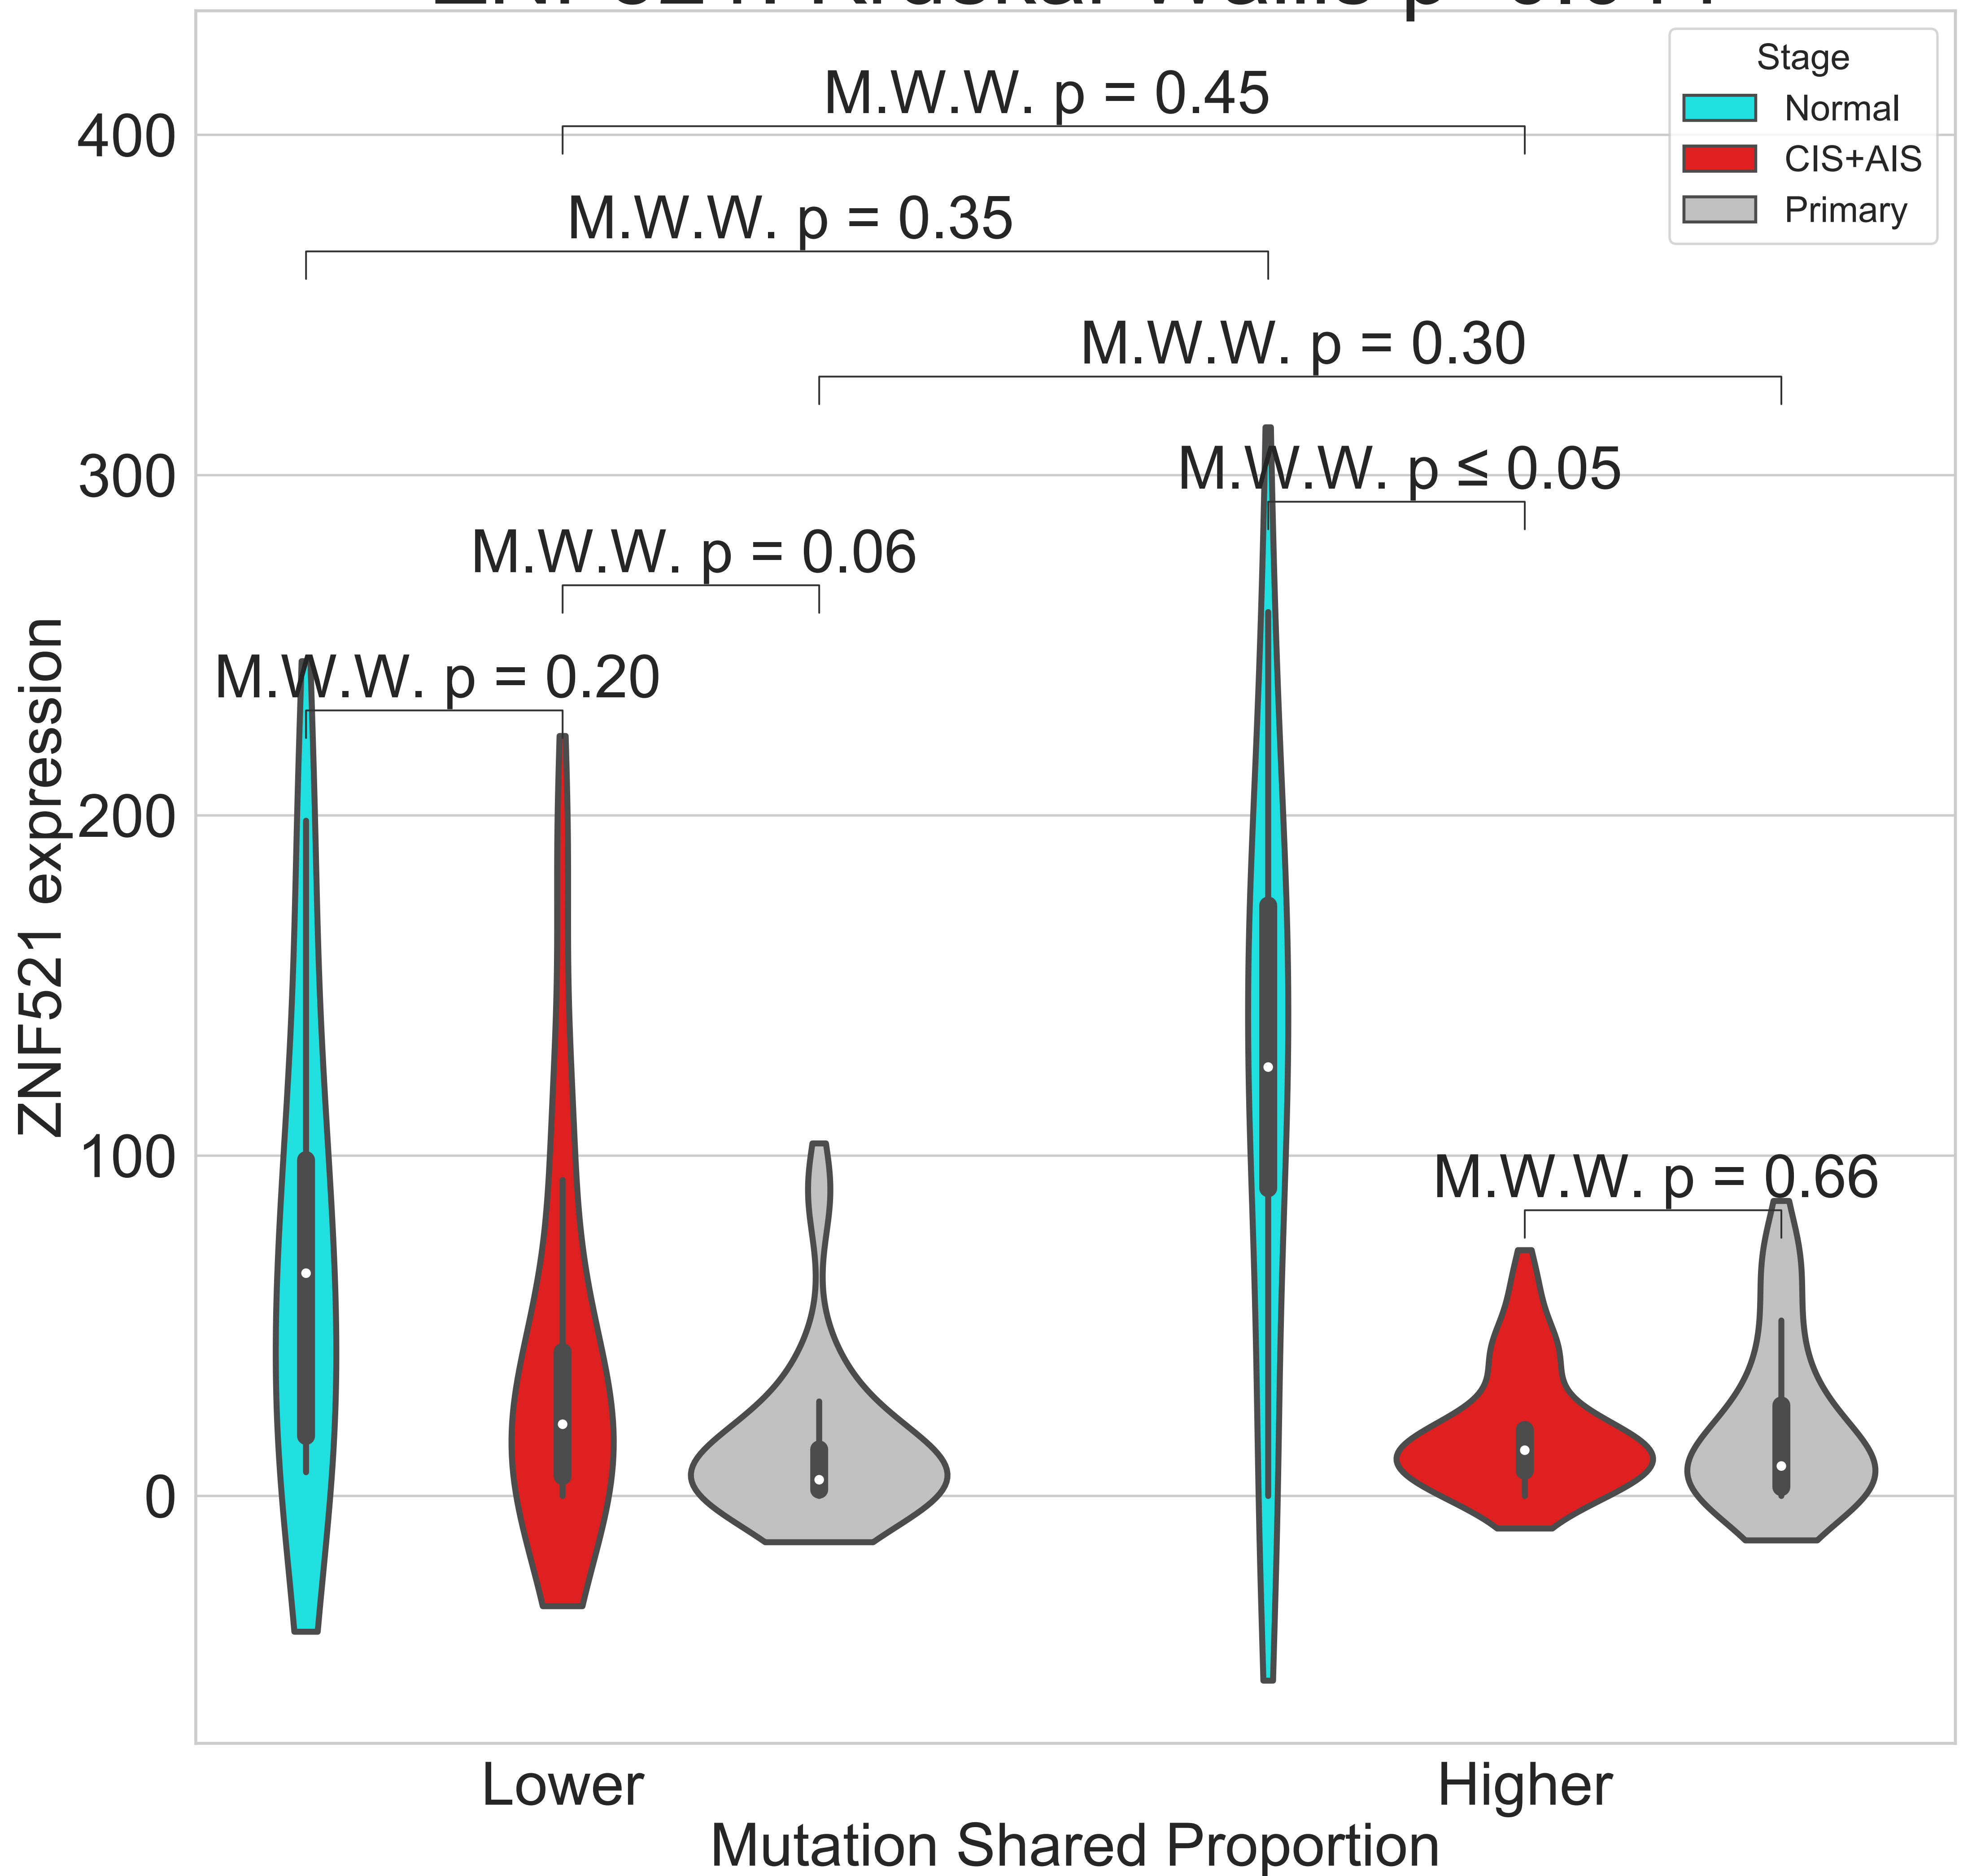 Stage
Normal
CIS+AIS
Primary
M.W.W. p = 0.45
M.W.W. p = 0.35
M.W.W. p = 0.30
M.W.W. p ≤ 0.05
M.W.W. p = 0.06
M.W.W. p = 0.20
M.W.W. p = 0.66
400
300
200
100
0
ZNF521 expression
Lower
Higher
Mutation Shared Proportion